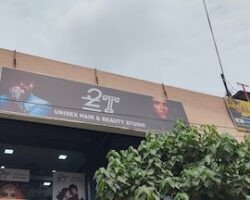 2T
UNISEX HAIR & BEAUTY STUDIO